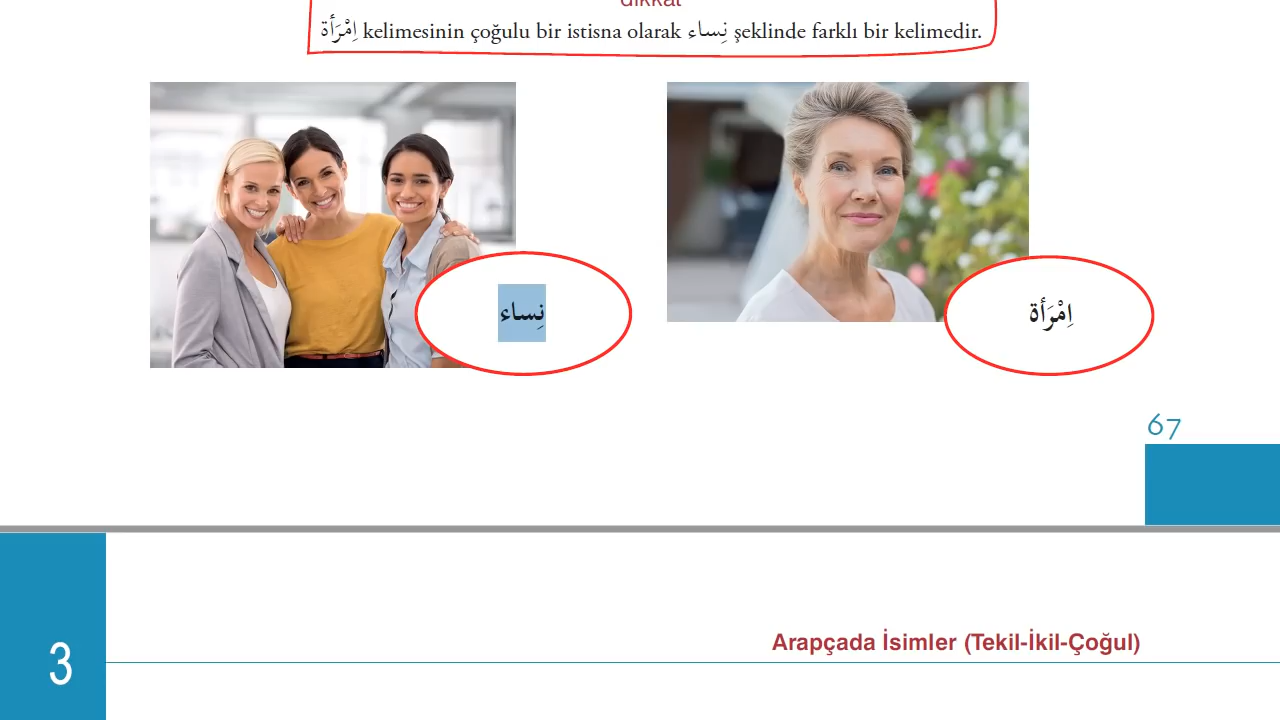 dikkat
اِمْرَأة kelimesinin çoğulu bir istisna olarak نِساء şeklinde farklı bir kelimedir.
نِساء
اِمْرَأة
67
3
Arapçada İsimler (Tekil-İkil-Çoğul)